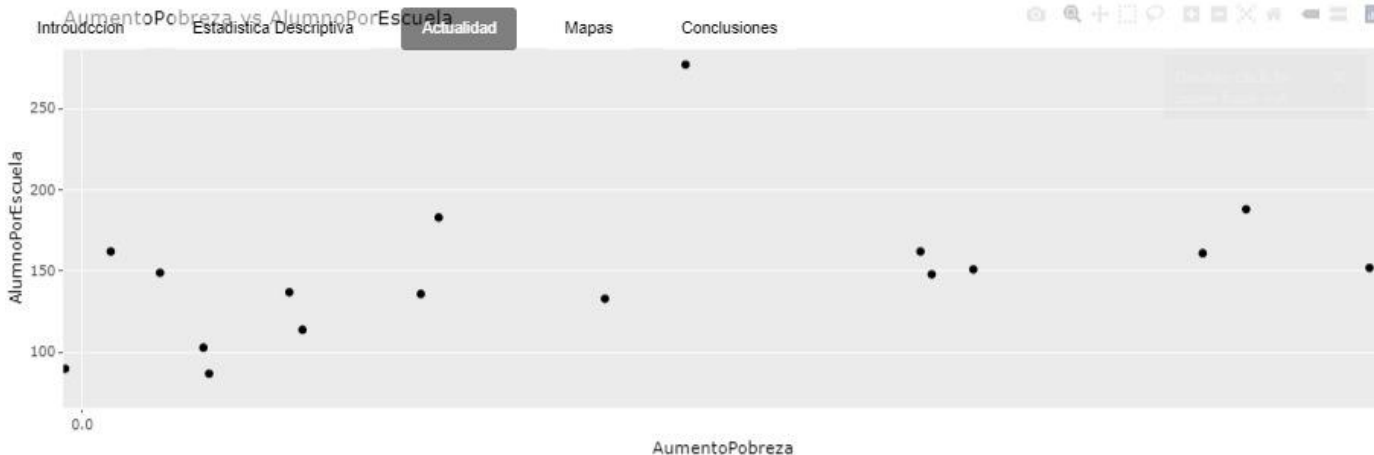 AumentoPobreza vs AlumnoPorEscuela
Introudccion Estadistica Descriptiva Actualidad Mapas Conclusiones
AlumnoPorEscuela
250
200
150
100
0.0
AumentoPobreza